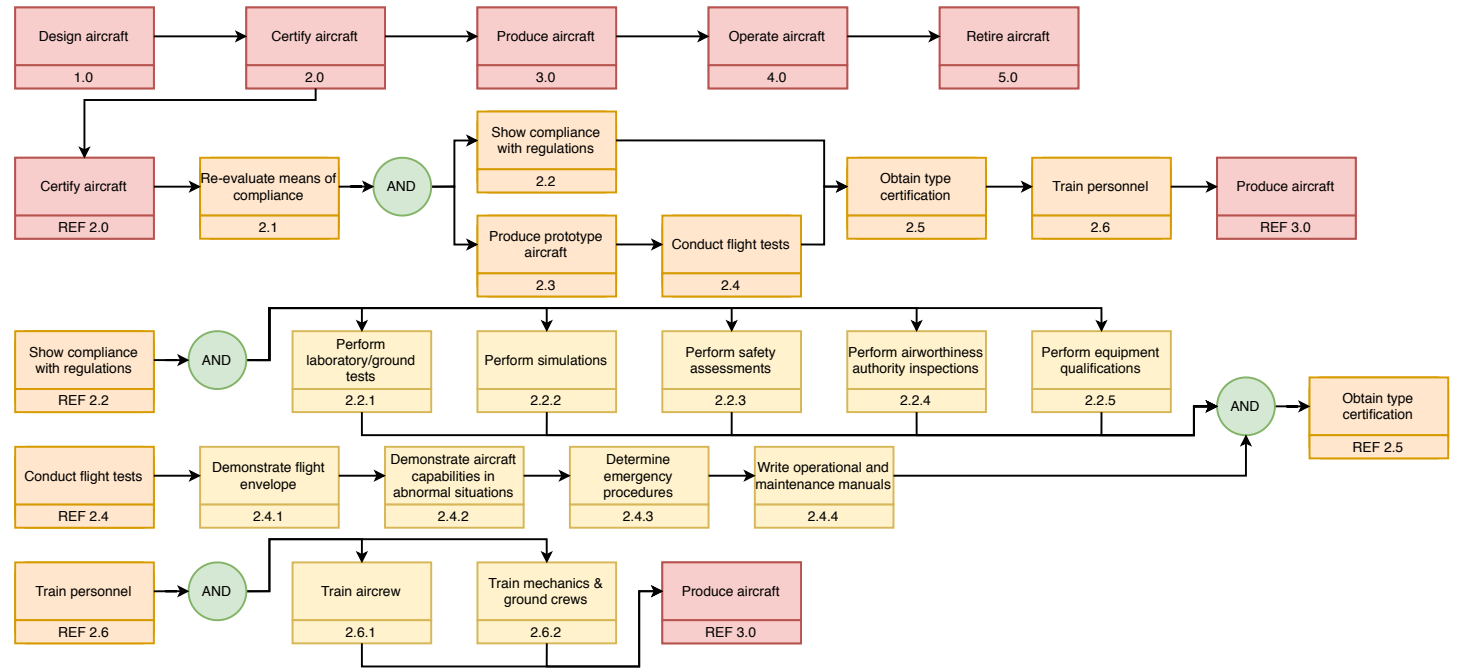 Design aircraft
1.0
Certify aircraft
2.0
Produce aircraft
3.0
Operate aircraft
4.0
Retire aircraft
5.0
Certify aircraft
REF 2.0
Re-evaluate means of
compliance
2.1
AND
Show compliance
with regulations
2.2
Produce prototype
aircraft
2.3
Conduct flight tests
2.4
Obtain type
certification
2.5
Train personnel
2.6
Produce aircraft
REF 3.0
Show compliance
with regulations
REF 2.2
AND
Perform
laboratory/ground
tests
2.2.1
Perform simulations
2.2.2
Perform safety
assessments
2.2.3
Perform airworthiness
authority inspections
2.2.4
Perform equipment
qualifications
2.2.5
AND
Obtain type
certification
REF 2.5
Conduct flight tests
REF 2.4
Demonstrate flight
envelope
2.4.1
Demonstrate aircraft
capabilities in
abnormal situations
2.4.2
Determine
emergency
procedures
2.4.3
Write operational and
maintenance manuals
2.4.4
Train personnel
REF 2.6
AND
Train aircrew
2.6.1
Train mechanics &
ground crews
2.6.2
Produce aircraft
REF 3.0